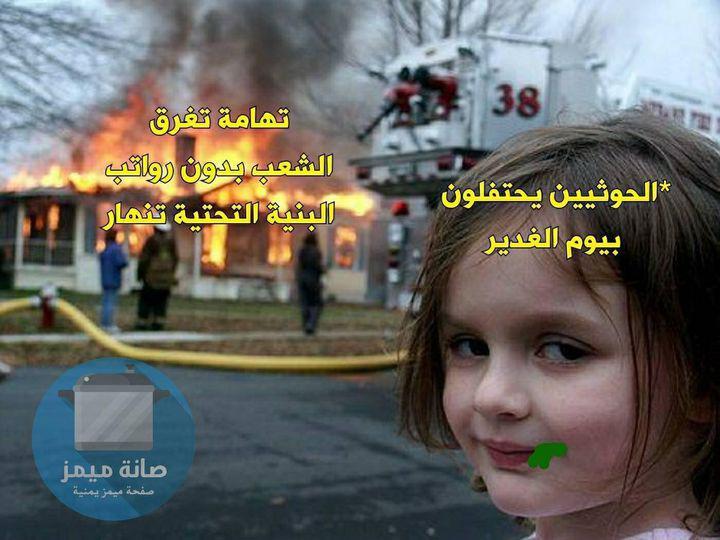 تهامة تغرق
الشعب بدون رواتب
البنية التحتية تنهار
*الحوثيين يحتفلون
بيوم الغدير
38
صانة ميمز
صفحة ميمز يمنية